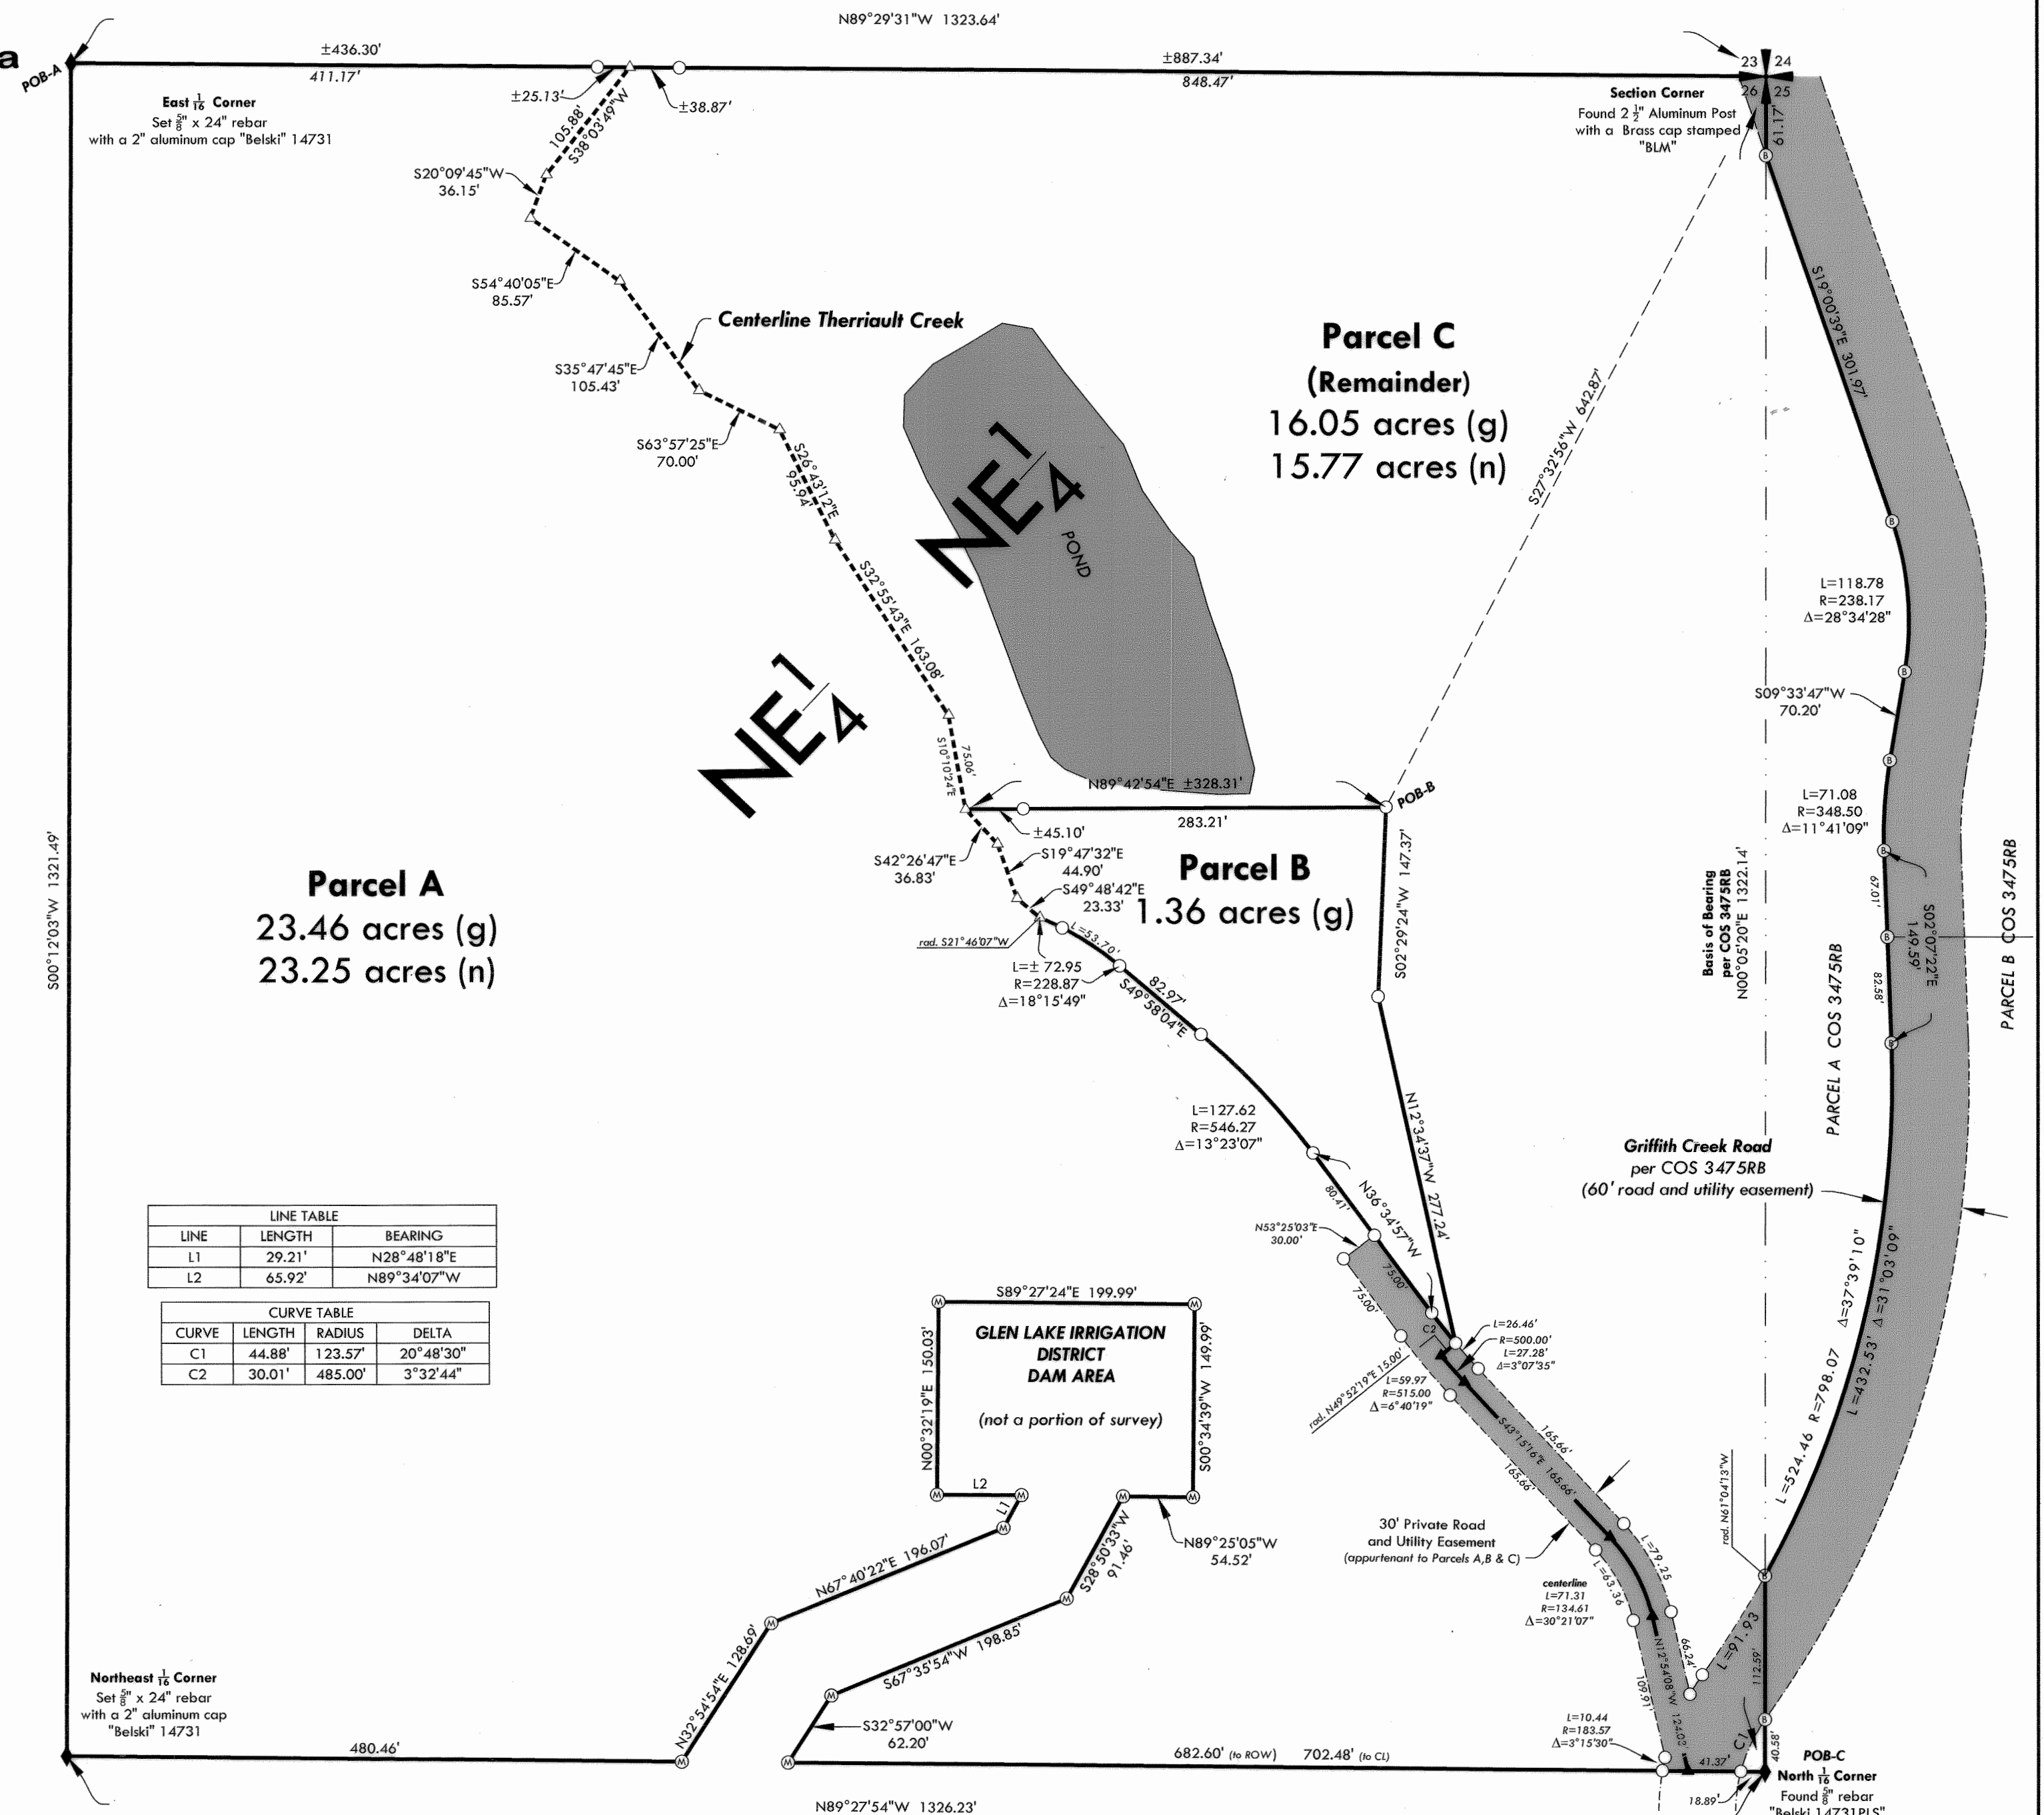 N89°29'31"W 1323.64'
a
POB-A
±436.30'
411.17'
±887.34'
848.47'
23 24
26 25
East 1/16 Corner
Set 5/8" x 24" rebar
with a 2" aluminum cap "Belski" 14731
±25.13'
±38.87'
105.88'
S38°03'49"W
Section Corner
Found 2 1/2" Aluminum Post
with a Brass cap stamped
"BLM"
61.17'
S20°09'45"W
36.15'
S54°40'05"E
85.57'
Centerline Therriault Creek
S35°47'45"E
105.43'
S63°57'25"E
70.00'
S26°43'12"E
95.94'
S32°55'43"E 163.08'
75.06'
S10°10'24"E
NE 1/4
POND
NE 1/4
Parcel C
(Remainder)
16.05 acres (g)
15.77 acres (n)
S27°32'56"W 642.87'
S19°00'39"E 301.97'
L=118.78
R=238.17
Δ=28°34'28"
S09°33'47"W
70.20'
L=71.08
R=348.50
Δ=11°41'09"
67.01'
82.58'
S02°07'22"E
149.59'
Basis of Bearing
per COS 3475RB
N00°05'20"E 1322.14'
PARCEL A COS 3475RB
PARCEL B COS 3475RB
N89°42'54"E ±328.31'
POB-B
283.21'
±45.10'
S42°26'47"E
36.83'
S19°47'32"E
44.90'
S49°48'42"E
23.33'
Parcel B
1.36 acres (g)
S02°29'24"W 147.37'
rad. S21°46'07"W
L=53.70'
L=± 72.95
R=228.87
Δ=18°15'49"
82.97'
S49°58'04"E
Parcel A
23.46 acres (g)
23.25 acres (n)
S00°12'03"W 1321.49'
L=127.62
R=546.27
Δ=13°23'07"
N12°34'37"W 277.24'
80.41'
N36°34'57"W
N53°25'03"E
30.00'
75.00'
75.00'
C2
Griffith Creek Road
per COS 3475RB
(60' road and utility easement)
LINE TABLE
LINE LENGTH BEARING
L1 29.21' N28°48'18"E
L2 65.92' N89°34'07"W
CURVE TABLE
CURVE LENGTH RADIUS DELTA
C1 44.88' 123.57' 20°48'30"
C2 30.01' 485.00' 3°32'44"
S89°27'24"E 199.99'
GLEN LAKE IRRIGATION
DISTRICT
DAM AREA
(not a portion of survey)
N00°32'19"E 150.03'
S00°34'39"W 149.99'
L2
L1
N89°25'05"W
54.52'
S28°50'33"W
91.46'
N67°40'22"E 196.07'
S67°35'54"W 198.85'
N32°54'54"E 128.69'
S32°57'00"W
62.20'
L=26.46'
R=500.00'
L=27.28'
Δ=3°07'35"
rad. N49°52'19"E 15.00'
L=59.97
R=515.00
Δ=6°40'19"
S43°15'16"E 165.66'
165.66'
165.66'
30' Private Road
and Utility Easement
(appurtenant to Parcels A,B & C)
L=79.25
L=63.36
centerline
L=71.31
R=134.61
Δ=30°21'07"
66.24'
109.91'
N12°54'08"W 124.02'
L=91.93
112.59'
rad. N61°04'13"W
L=524.46 R=798.07 Δ=37°39'10"
L=432.53' Δ=31°03'09"
L=10.44
R=183.57
Δ=3°15'30"
C1
40.58'
41.37'
18.89'
POB-C
North 1/16 Corner
Found 5/8" rebar
"Belski 14731PLS"
Northeast 1/16 Corner
Set 5/8" x 24" rebar
with a 2" aluminum cap
"Belski" 14731
480.46'
682.60' (to ROW) 702.48' (to CL)
N89°27'54"W 1326.23'